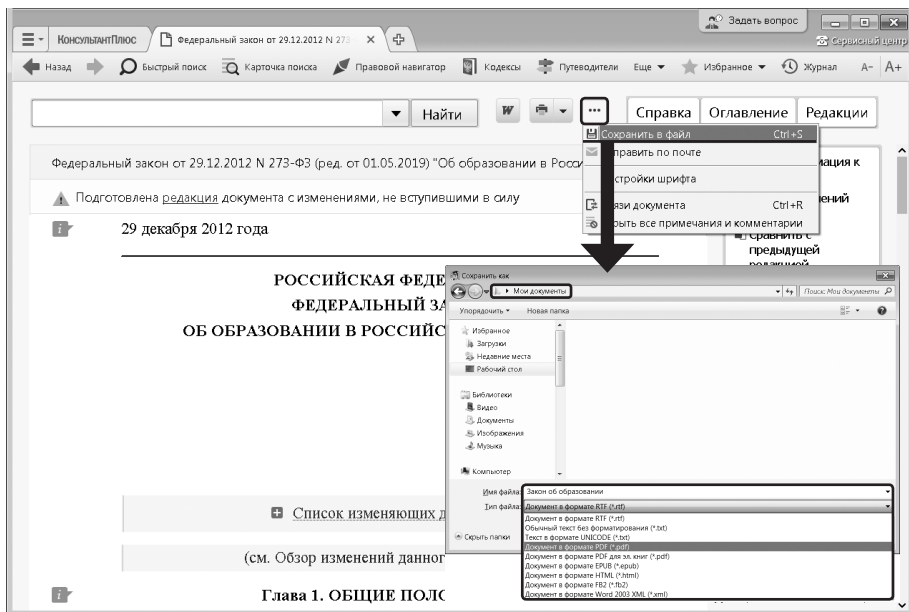 Задать вопрос
КонсультантПлюс
Федеральный закон от 29.12.2012 N 273-
Сервисный центр
Назад
Быстрый поиск
Карточка поиска
Правовой навигатор
Кодексы
Путеводители
Еще
Избранное
Журнал
А-
А+
Найти
W
Справка
Оглавление
Редакции
Сохранить в файл Ctrl+S
править по почте
стройки шрифта
язи документа Ctrl+R
рыть все примечания и комментарии
Федеральный закон от 29.12.2012 N 273-ФЗ (ред. от 01.05.2019) "Об образовании в Росси
мация к
ений
Подготовлена редакция документа с изменениями, не вступившими в силу
Сравнить с
предыдущей
редакцией
29 декабря 2012 года
РОССИЙСКАЯ ФЕДЕ
ФЕДЕРАЛЬНЫЙ ЗА
ОБ ОБРАЗОВАНИИ В РОССИЙС
Список изменяющих д
(см. Обзор изменений данног
Глава 1. ОБЩИЕ ПОЛО
Сохранить как
Мои документы
Поиск: Мои документы
Упорядочить
Новая папка
Избранное
Загрузки
Недавние места
Рабочий стол
Библиотеки
Видео
Документы
Изображения
Музыка
Компьютер
Имя файла: Закон об образовании
Тип файла: Документ в формате RTF (*.rtf)
Документ в формате RTF (*.rtf)
Обычный текст без форматирования (*.txt)
Текст в формате UNICODE (*.txt)
Документ в формате PDF (*.pdf)
Документ в формате PDF для эл. книг (*.pdf)
Документ в формате EPUB (*.epub)
Документ в формате HTML (*.html)
Документ в формате FB2 (*.fb2)
Документ в формате Word 2003 XML (*.xml)
Скрыть папки